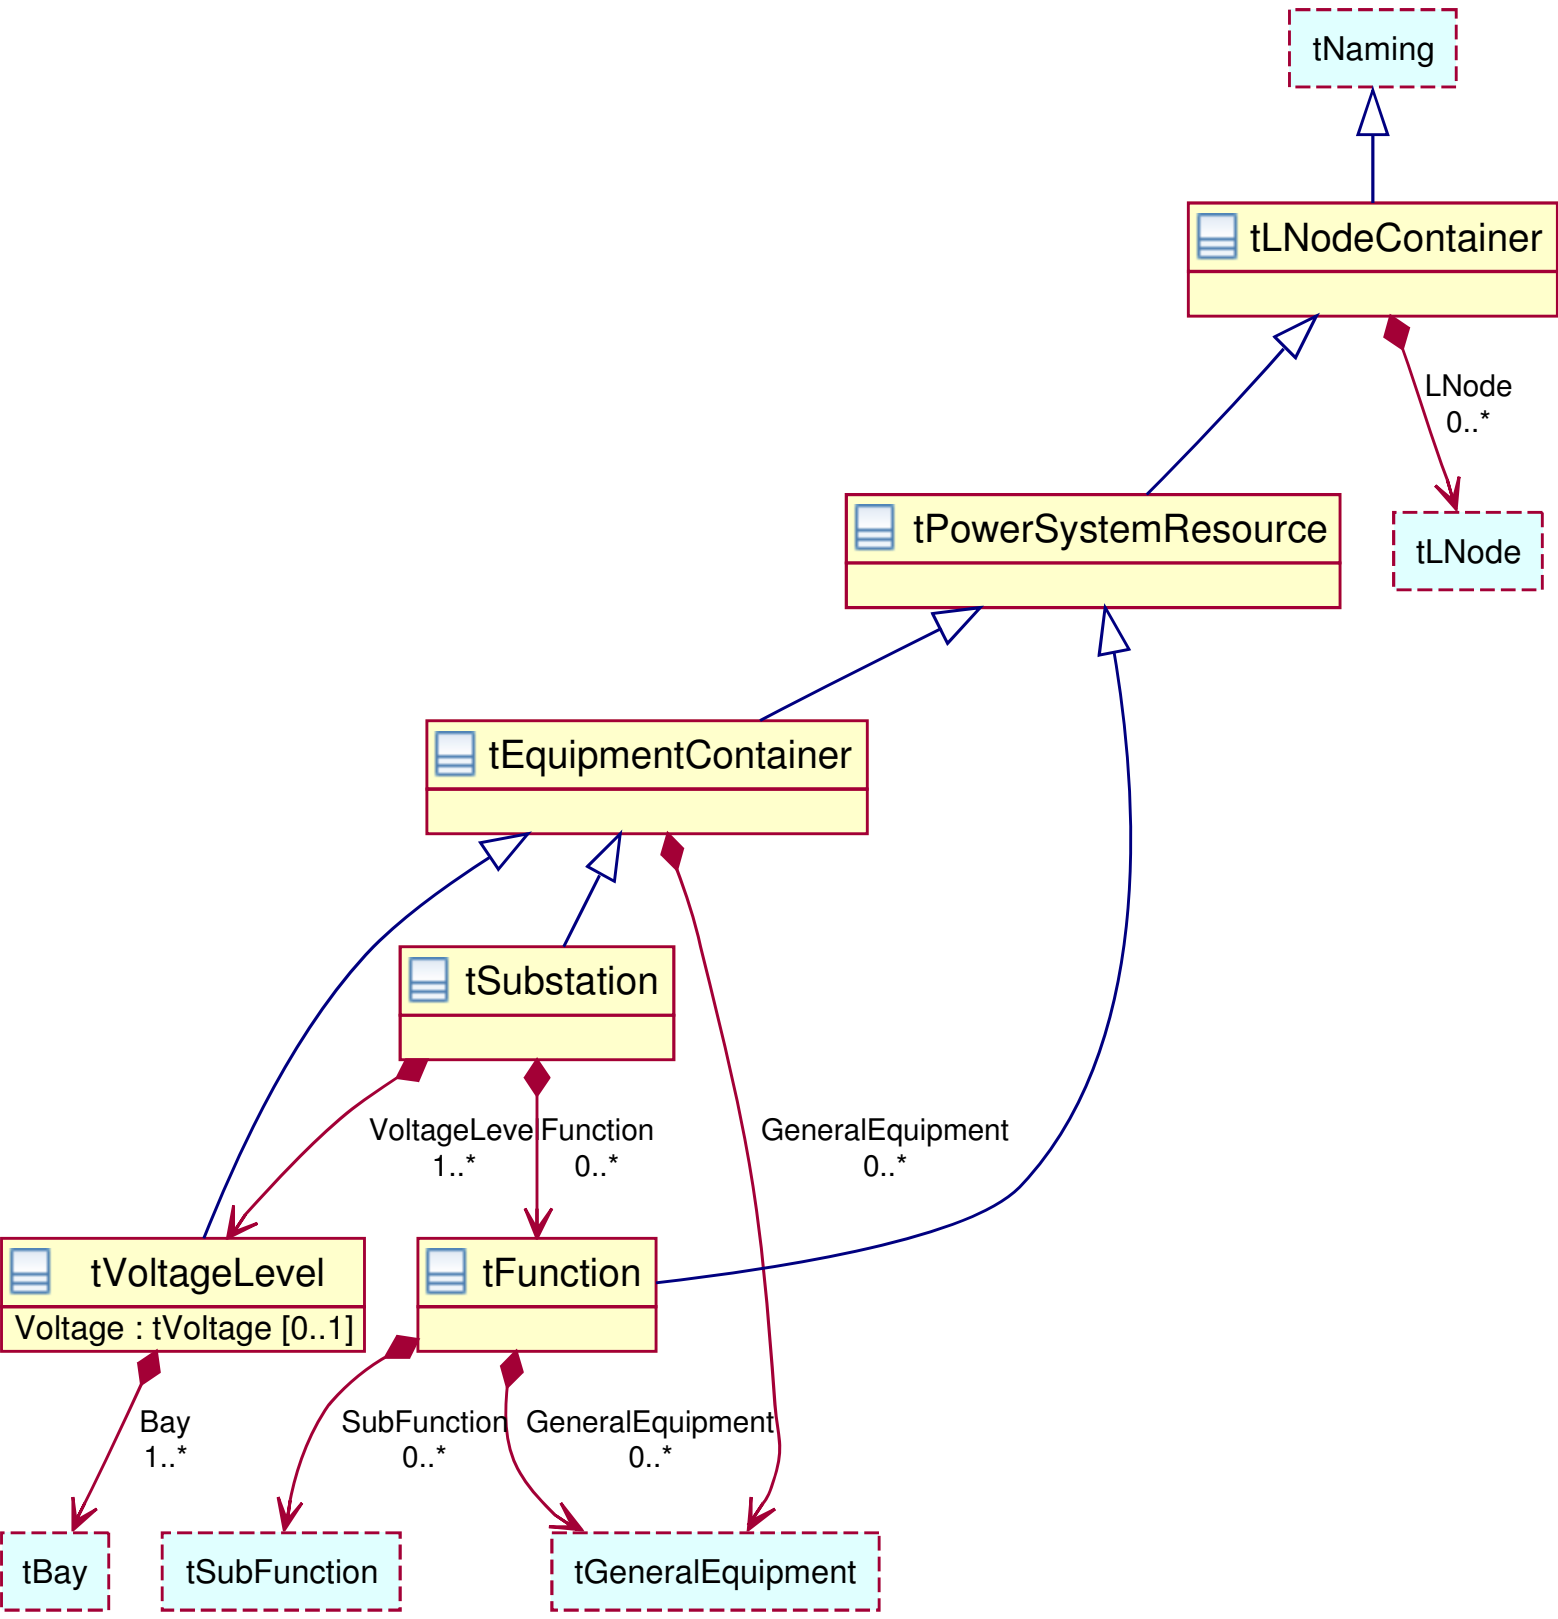 tNaming
tLNodeContainer
LNode
0..*
tPowerSystemResource
tLNode
tEquipmentContainer
tSubstation
VoltageLevel
1..*
Function
0..*
GeneralEquipment
0..*
tVoltageLevel
Voltage : tVoltage [0..1]
tFunction
Bay
1..*
SubFunction
0..*
GeneralEquipment
0..*
tBay
tSubFunction
tGeneralEquipment